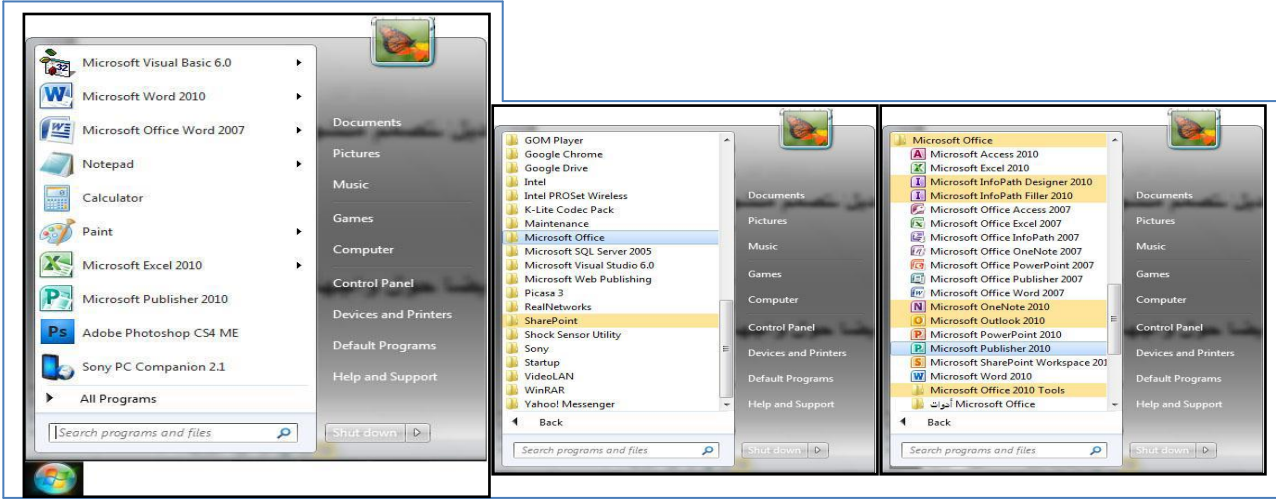 Microsoft Visual Basic 6.0
Microsoft Word 2010
Microsoft Office Word 2007
Notepad
Calculator
Paint
Microsoft Excel 2010
Microsoft Publisher 2010
Adobe Photoshop CS4 ME
Sony PC Companion 2.1
All Programs
Search programs and files
Documents
Pictures
Music
Games
Computer
Control Panel
Devices and Printers
Default Programs
Help and Support
Shut down
GOM Player
Google Chrome
Google Drive
Intel
Intel PROSet Wireless
K-Lite Codec Pack
Maintenance
Microsoft Office
Microsoft SQL Server 2005
Microsoft Visual Studio 6.0
Microsoft Web Publishing
Picasa 3
RealNetworks
SharePoint
Shock Sensor Utility
Sony
Startup
VideoLAN
WinRAR
Yahoo! Messenger
Back
Search programs and files
Documents
Pictures
Music
Games
Computer
Control Panel
Devices and Printers
Default Programs
Help and Support
Shut down
Microsoft Office
Microsoft Access 2010
Microsoft Excel 2010
Microsoft InfoPath Designer 2010
Microsoft InfoPath Filler 2010
Microsoft Office Access 2007
Microsoft Office Excel 2007
Microsoft Office InfoPath 2007
Microsoft Office OneNote 2007
Microsoft Office PowerPoint 2007
Microsoft Office Publisher 2007
Microsoft Office Word 2007
Microsoft OneNote 2010
Microsoft Outlook 2010
Microsoft PowerPoint 2010
Microsoft Publisher 2010
Microsoft SharePoint Workspace 201
Microsoft Word 2010
Microsoft Office 2010 Tools
أدوات Microsoft Office
Back
Search programs and files
Documents
Pictures
Music
Games
Computer
Control Panel
Devices and Printers
Default Programs
Help and Support
Shut down